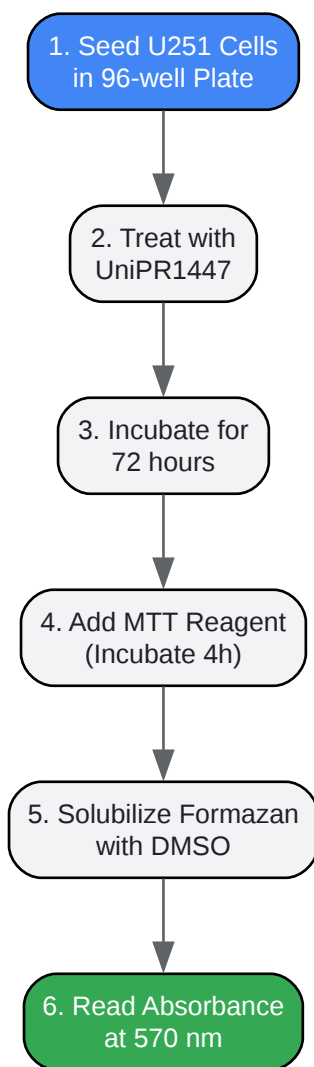 1. Seed U251 Cells
in 96-well Plate
2. Treat with
UniPR1447
3. Incubate for
72 hours
4. Add MTT Reagent
(Incubate 4h)
5. Solubilize Formazan
with DMSO
6. Read Absorbance
at 570 nm